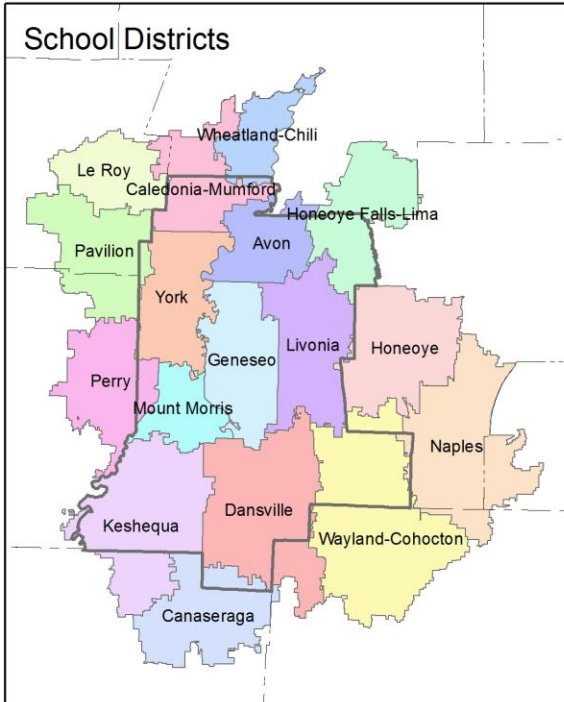 School Districts
Wheatland-Chili
Le Roy
Caledonia-Mumford
Honeoye Falls-Lima
Avon
Pavilion
York
Livonia
Honeoye
Geneseo
Perry
Mount Morris
Naples
Dansville
Keshequa
Wayland-Cohocton
Canaseraga